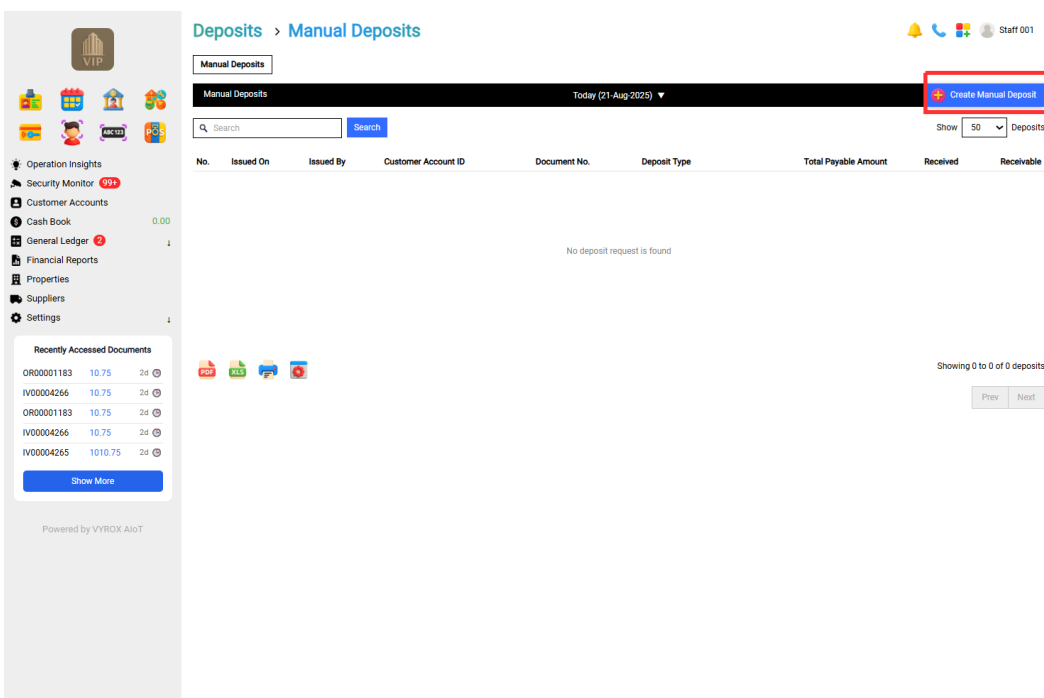 VIP
Deposits > Manual Deposits
Staff 001
Manual Deposits
Manual Deposits
Today (21-Aug-2025) ▼
Create Manual Deposit
Search
Search
Show 50 Deposits
No. Issued On Issued By Customer Account ID Document No. Deposit Type Total Payable Amount Received Receivable
No deposit request is found
PDF XLS
Showing 0 to 0 of 0 deposits
Prev Next
ABC 123
POS
Operation Insights
Security Monitor 99+
Customer Accounts
Cash Book 0.00
General Ledger 2 ↓
Financial Reports
Properties
Suppliers
Settings ↓
Recently Accessed Documents
OR00001183 10.75 2d
IV00004266 10.75 2d
OR00001183 10.75 2d
IV00004266 10.75 2d
IV00004265 1010.75 2d
Show More
Powered by VYROX AIoT